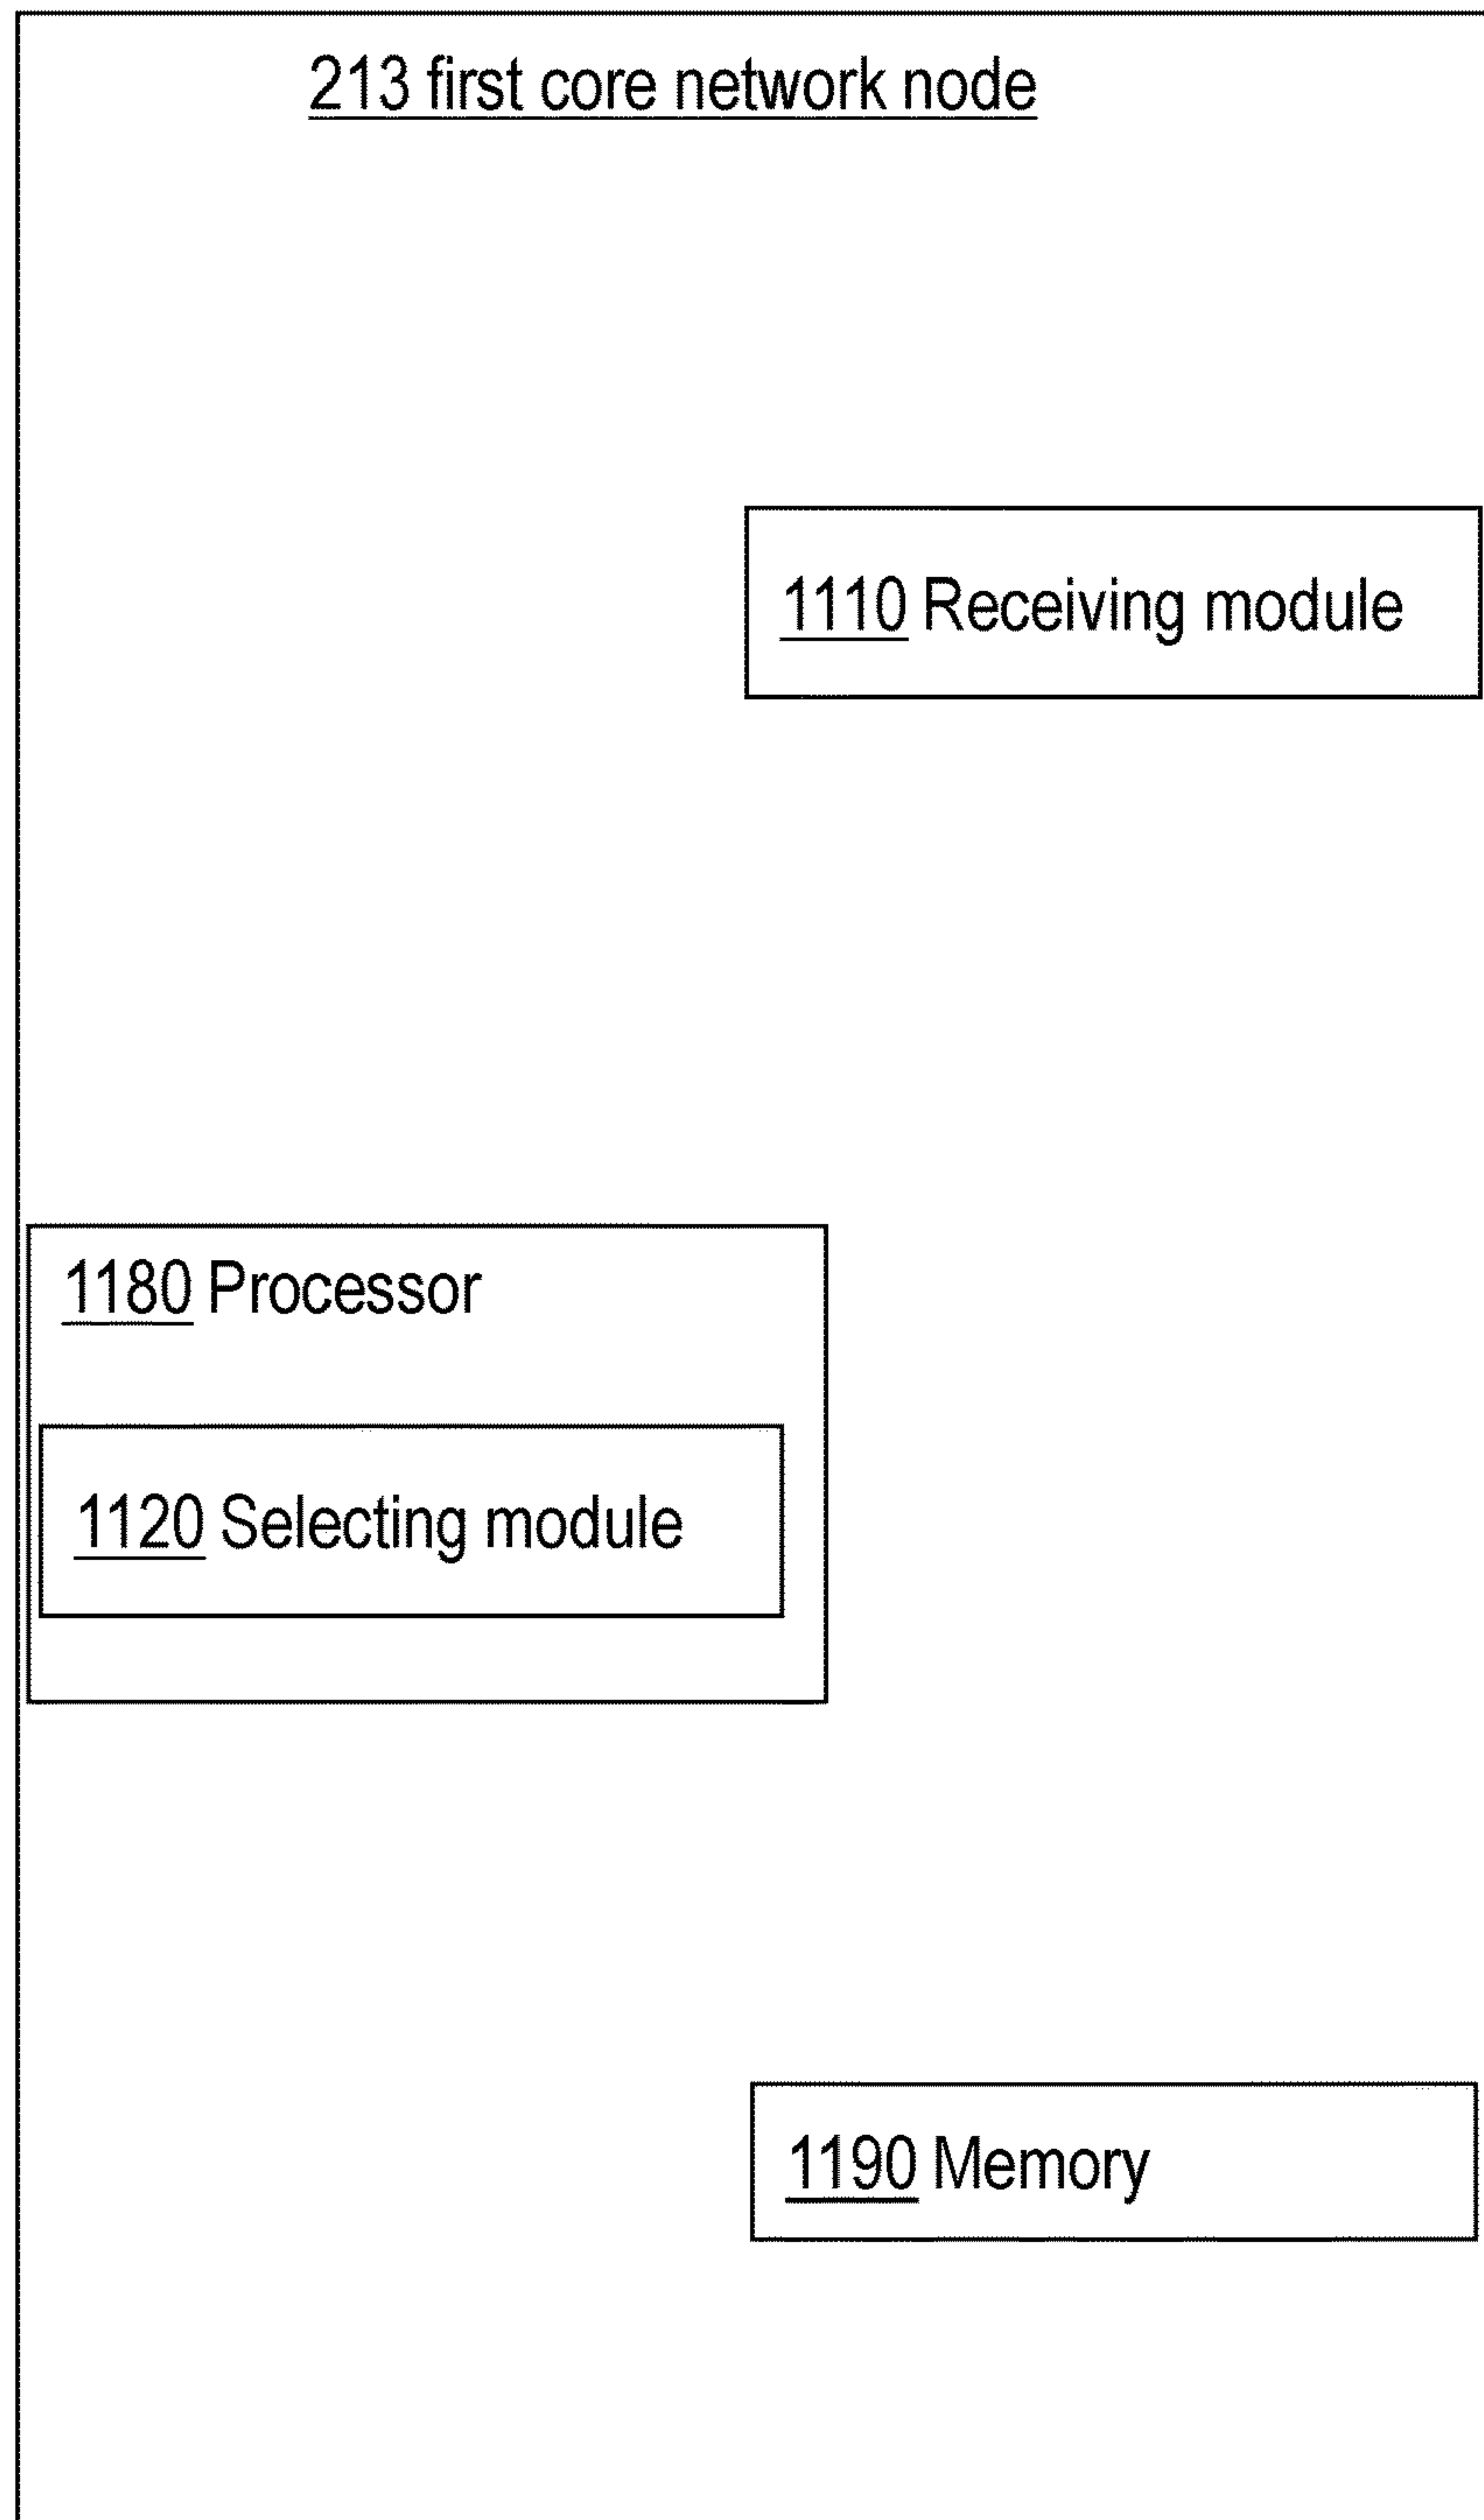 213 first core network node
1110 Receiving module
1180 Processor
1120 Selecting module
1190 Memory